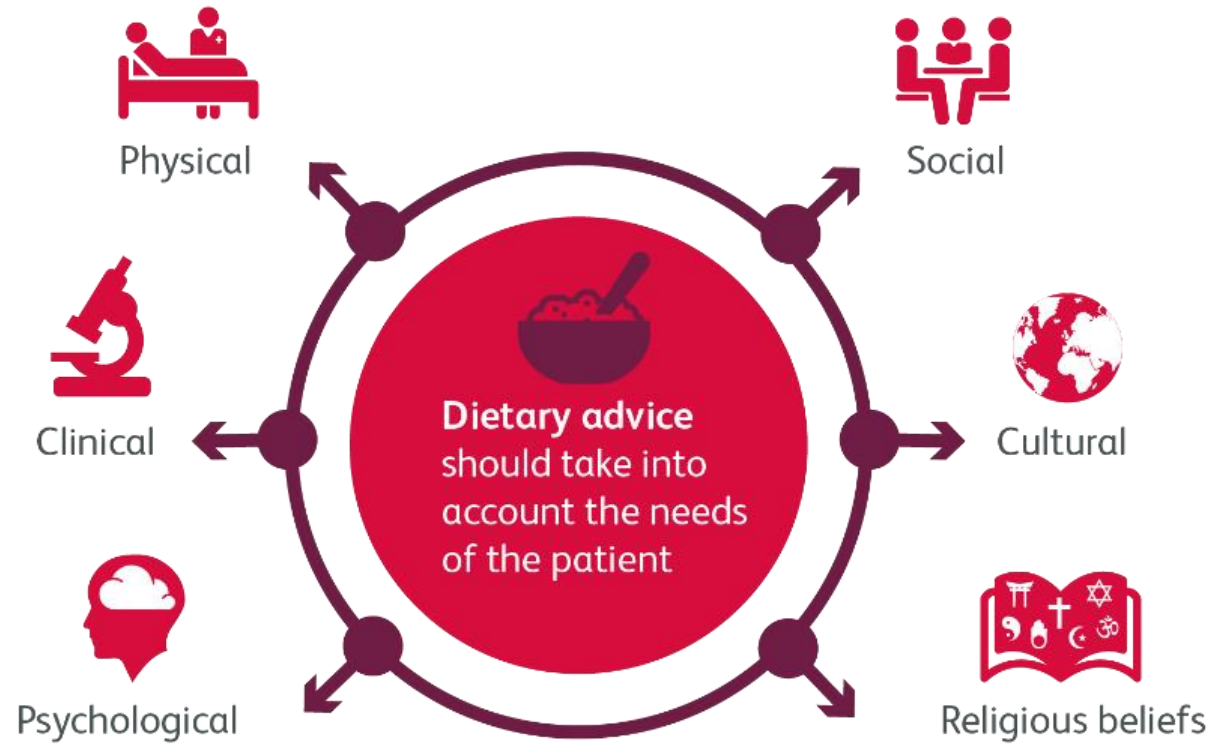 Physical
Social
Clinical
Dietary advice
should take into
account the needs
of the patient
Cultural
Psychological
Religious beliefs